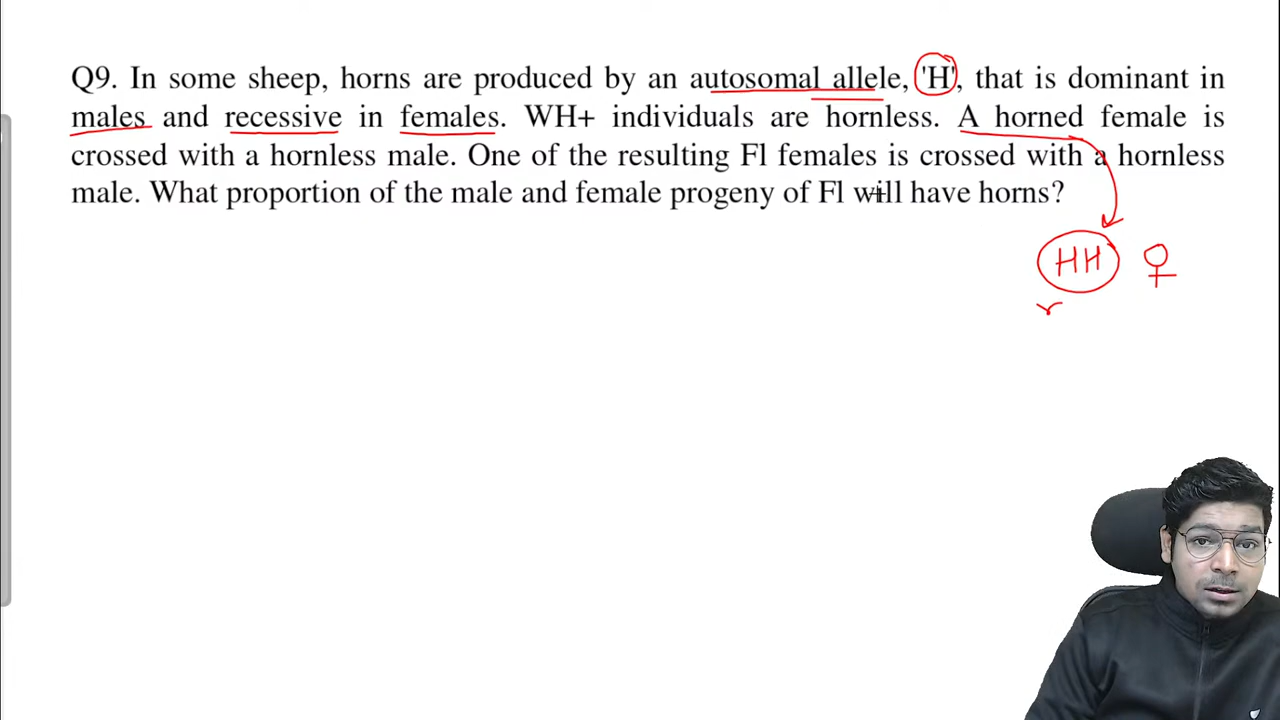 Q9. In some sheep, horns are produced by an autosomal allele, 'H', that is dominant in
males and recessive in females. WH+ individuals are hornless. A horned female is
crossed with a hornless male. One of the resulting Fl females is crossed with a hornless
male. What proportion of the male and female progeny of Fl will have horns?
HH ♀